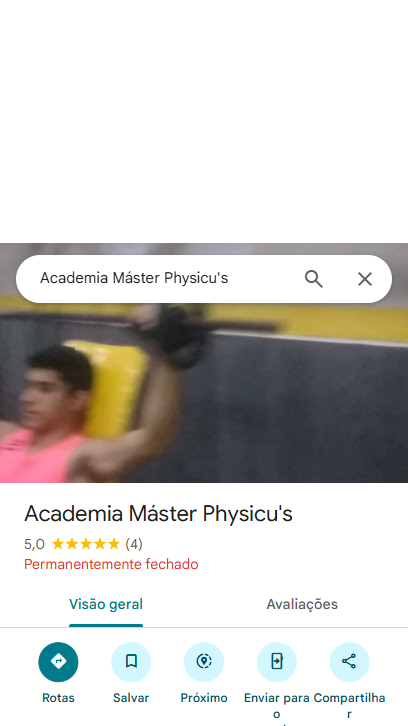 Academia Máster Physicu's
Academia Máster Physicu's
5,0 (4)
Permanentemente fechado
Visão geral Avaliações
Rotas Salvar Próximo Enviar para o Compartilhar